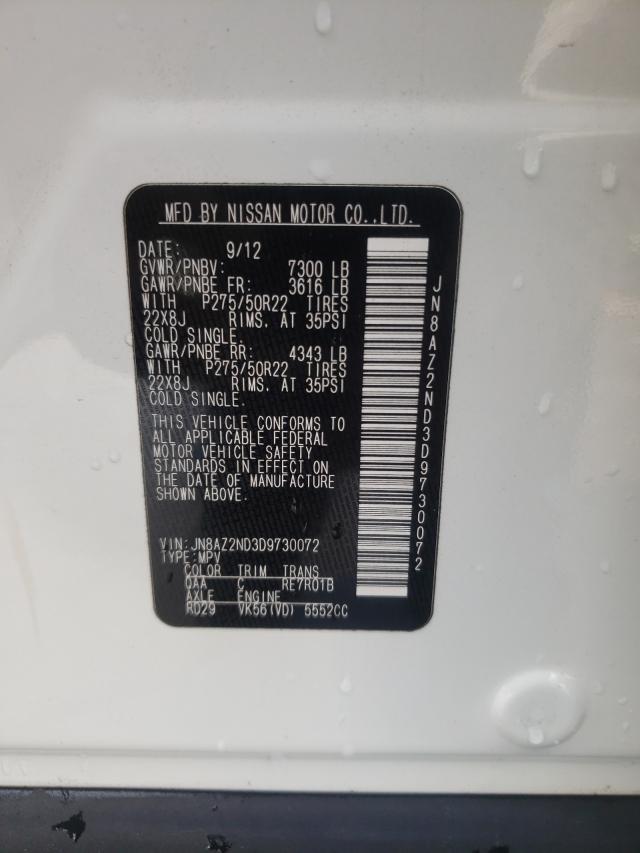 MFD BY NISSAN MOTOR CO.,LTD.
DATE: 9/12
GVWR/PNBV: 7300 LB
GAWR/PNBE FR: 3616 LB
WITH P275/50R22 TIRES
22X8J RIMS. AT 35PSI
COLD SINGLE.
GAWR/PNBE RR: 4343 LB
WITH P275/50R22 TIRES
22X8J RIMS. AT 35PSI
COLD SINGLE.
THIS VEHICLE CONFORMS TO
ALL APPLICABLE FEDERAL
MOTOR VEHICLE SAFETY
STANDARDS IN EFFECT ON
THE DATE OF MANUFACTURE
SHOWN ABOVE.
VIN:JN8AZ2ND3D9730072
TYPE:MPV
COLOR TRIM TRANS
QAA C RE7R01B
AXLE ENGINE
RD29 VK56(VD) 5552CC
JN8AZ2ND3D9730072